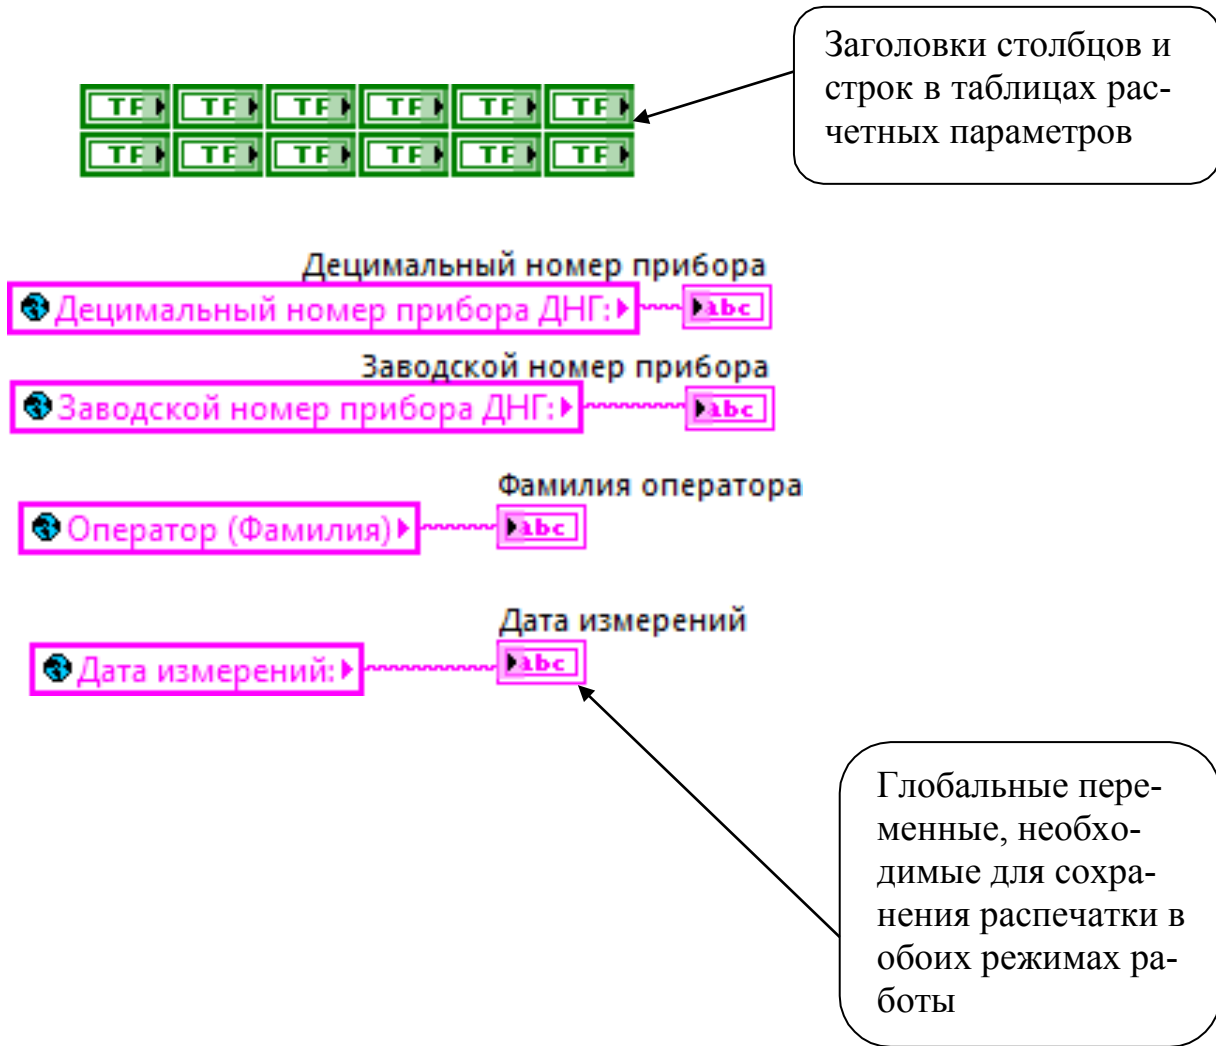 Заголовки столбцов и
строк в таблицах рас-
четных параметров
TF TF TF TF TF TF
TF TF TF TF TF TF
Децимальный номер прибора
Децимальный номер прибора ДНГ: abc
Заводской номер прибора
Заводской номер прибора ДНГ: abc
Фамилия оператора
Оператор (Фамилия) abc
Дата измерений
Дата измерений: abc
Глобальные пере-
менные, необхо-
димые для сохра-
нения распечатки в
обоих режимах ра-
боты